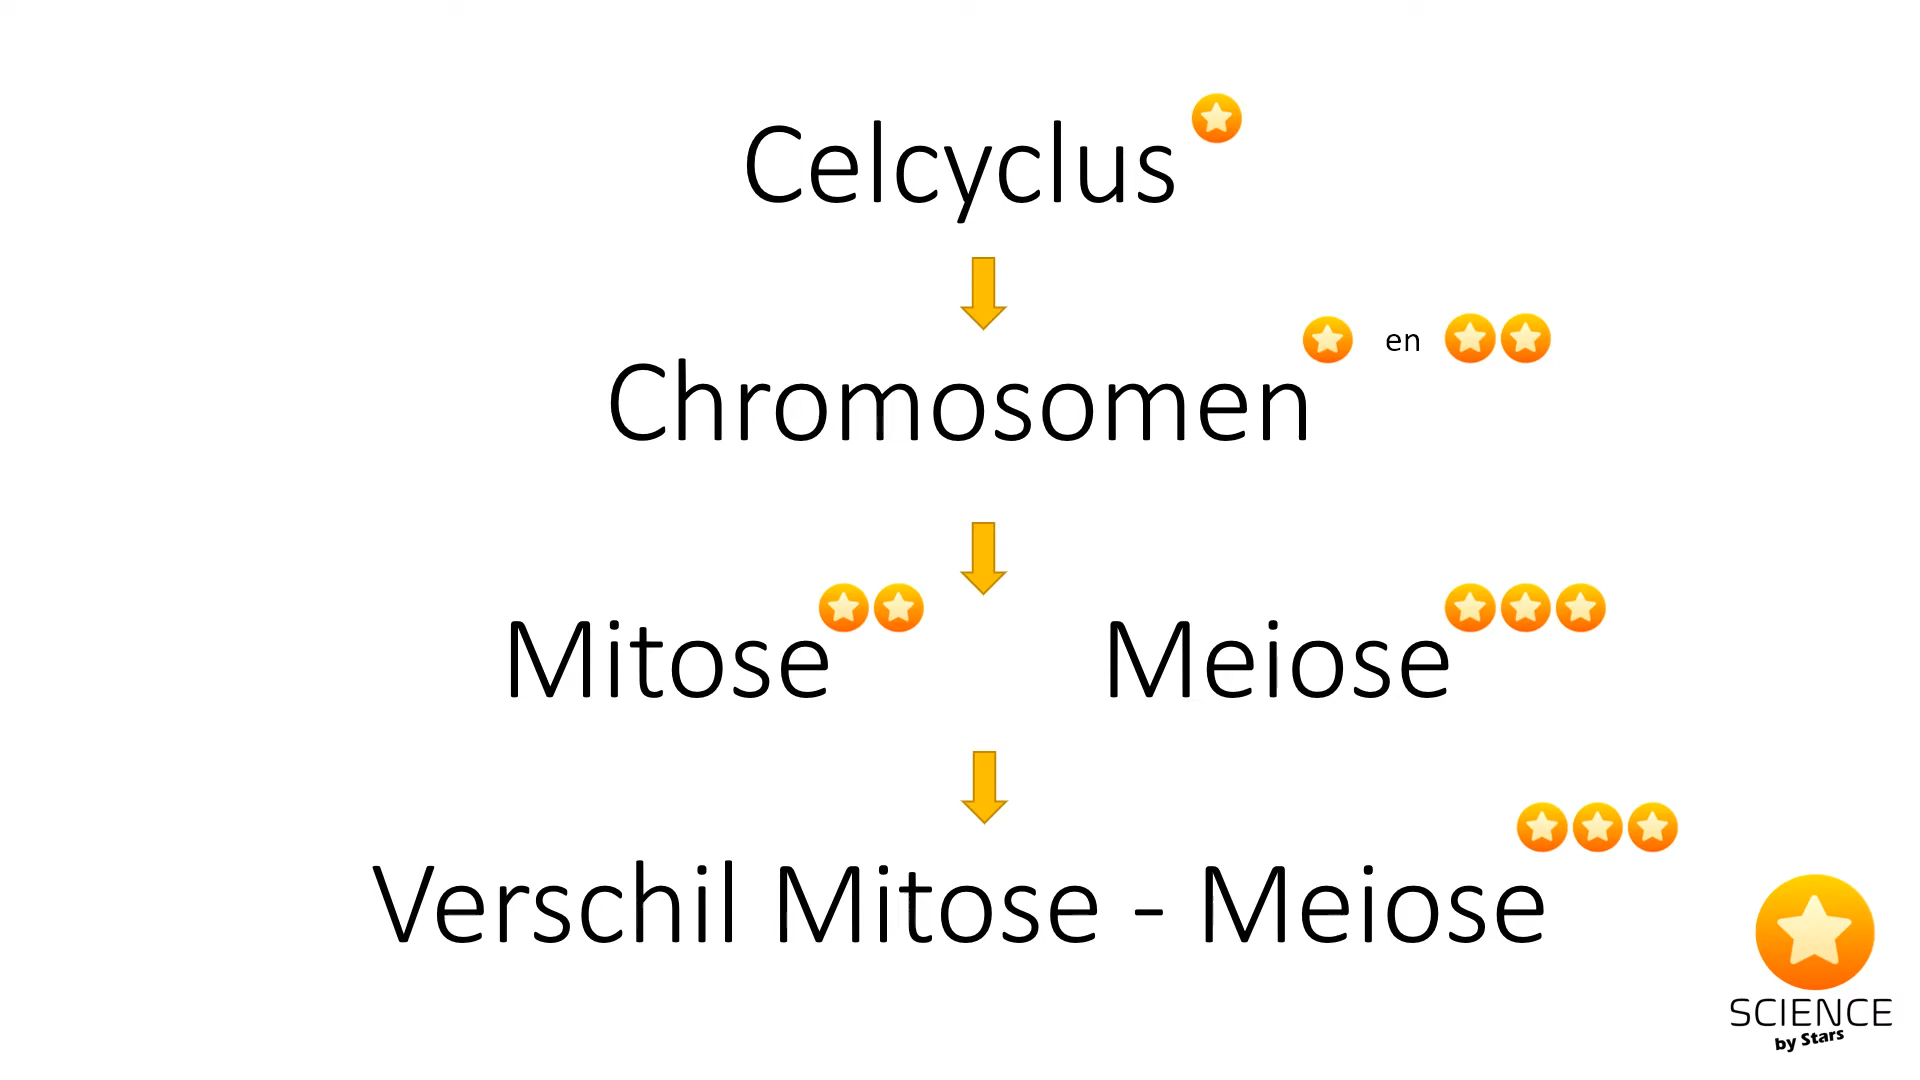 Celcyclus
en
Chromosomen
Mitose Meiose
Verschil Mitose - Meiose
SCIENCE
by Stars